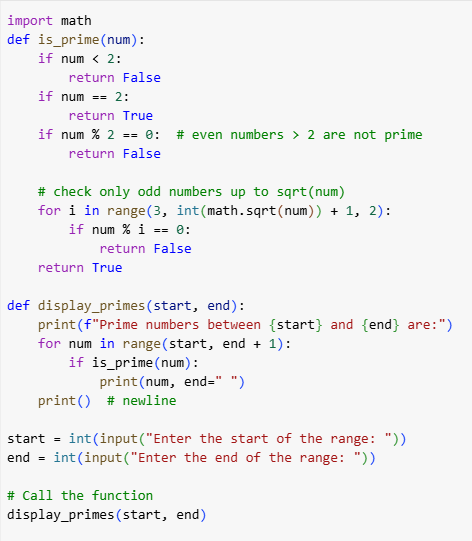 import math
def is_prime(num):
    if num < 2:
        return False
    if num == 2:
        return True
    if num % 2 == 0:  # even numbers > 2 are not prime
        return False

    # check only odd numbers up to sqrt(num)
    for i in range(3, int(math.sqrt(num)) + 1, 2):
        if num % i == 0:
            return False
    return True

def display_primes(start, end):
    print(f"Prime numbers between {start} and {end} are:")
    for num in range(start, end + 1):
        if is_prime(num):
            print(num, end=" ")
    print()  # newline

start = int(input("Enter the start of the range: "))
end = int(input("Enter the end of the range: "))

# Call the function
display_primes(start, end)